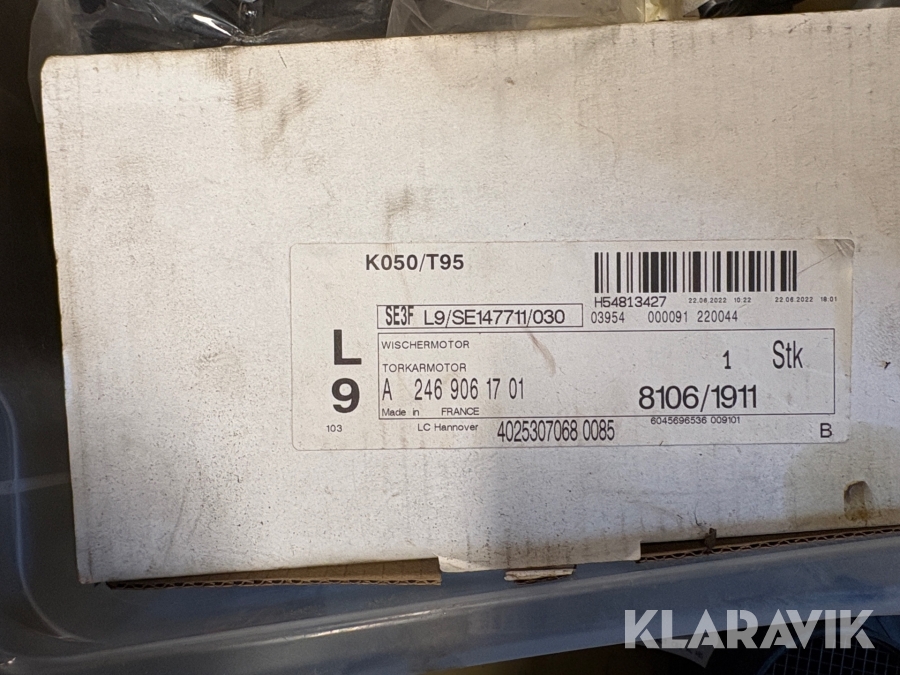 K050/T95
H54813427 22.06.2022 10:22 22.06.2022 16:01
SE3F L9/SE147711/030 03954 000091 220044
L
9
WISCHERMOTOR
TORKARMOTOR 1 Stk
A 246 906 17 01 8106/1911
Made in FRANCE
103 LC Hannover 4025307068 0085 6045696536 009101 B
KLARAVIK